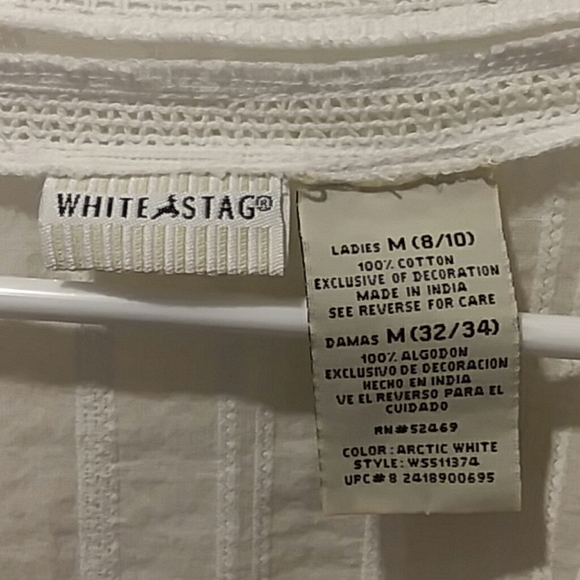 WHITE STAG®
LADIES M (8/10)
100% COTTON
EXCLUSIVE OF DECORATION
MADE IN INDIA
SEE REVERSE FOR CARE
DAMAS M (32/34)
100% ALGODON
EXCLUSIVO DE DECORACION
HECHO EN INDIA
VE EL REVERSO PARA EL
CUIDADO
RN#52469
COLOR: ARCTIC WHITE
STYLE: WS511374
UPC# 8 2418900695